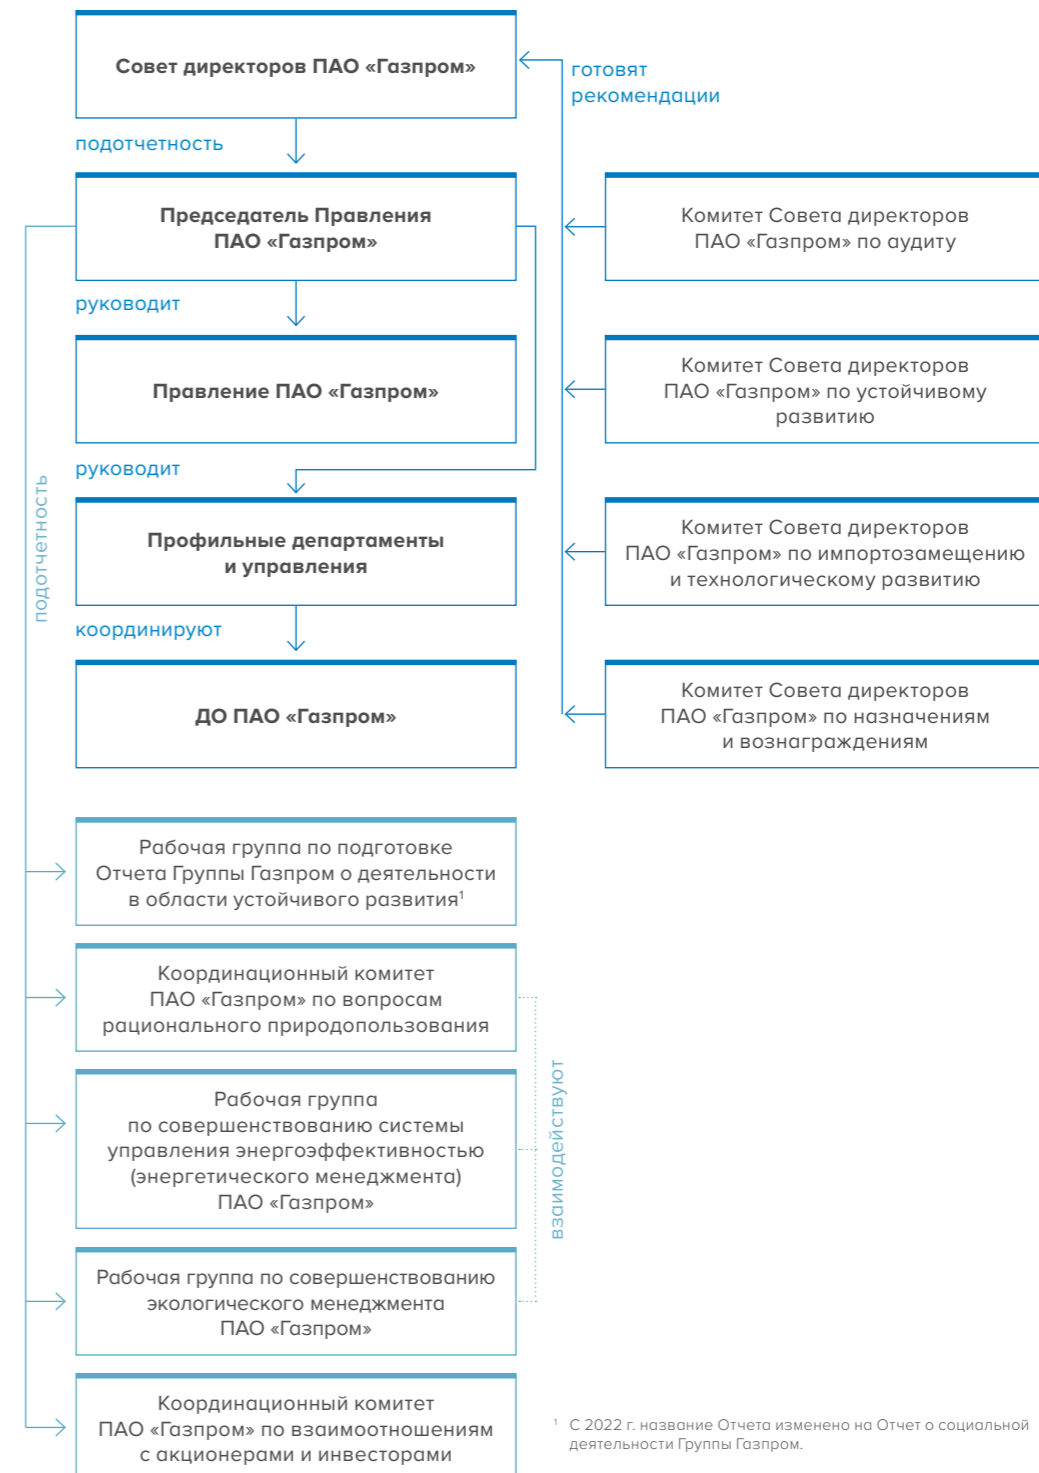 Совет директоров ПАО «Газпром»
готовят
рекомендации
подотчетность
Председатель Правления
ПАО «Газпром»
Комитет Совета директоров
ПАО «Газпром» по аудиту
руководит
Правление ПАО «Газпром»
Комитет Совета директоров
ПАО «Газпром» по устойчивому
развитию
руководит
подотчетность
Профильные департаменты
и управления
Комитет Совета директоров
ПАО «Газпром» по импортозамещению
и технологическому развитию
координируют
ДО ПАО «Газпром»
Комитет Совета директоров
ПАО «Газпром» по назначениям
и вознаграждениям
Рабочая группа по подготовке
Отчета Группы Газпром о деятельности
в области устойчивого развития¹
Координационный комитет
ПАО «Газпром» по вопросам
рационального природопользования
Рабочая группа
по совершенствованию системы
управления энергоэффективностью
(энергетического менеджмента)
ПАО «Газпром»
взаимодействуют
Рабочая группа по совершенствованию
экологического менеджмента
ПАО «Газпром»
Координационный комитет
ПАО «Газпром» по взаимоотношениям
с акционерами и инвесторами
¹ С 2022 г. название Отчета изменено на Отчет о социальной
деятельности Группы Газпром.